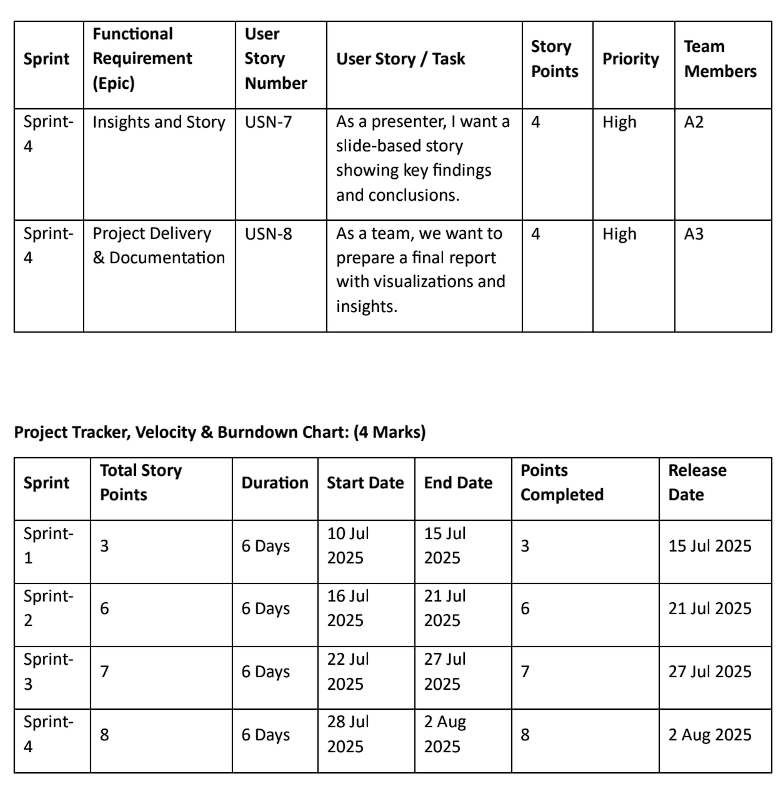 Sprint
Functional
Requirement
(Epic)
User
Story
Number
User Story / Task
Story
Points
Priority
Team
Members
Sprint-
4
Insights and Story
USN-7
As a presenter, I want a
slide-based story
showing key findings
and conclusions.
4
High
A2
Sprint-
4
Project Delivery
& Documentation
USN-8
As a team, we want to
prepare a final report
with visualizations and
insights.
4
High
A3
Project Tracker, Velocity & Burndown Chart: (4 Marks)
Sprint
Total Story
Points
Duration
Start Date
End Date
Points
Completed
Release
Date
Sprint-
1
3
6 Days
10 Jul
2025
15 Jul
2025
3
15 Jul 2025
Sprint-
2
6
6 Days
16 Jul
2025
21 Jul
2025
6
21 Jul 2025
Sprint-
3
7
6 Days
22 Jul
2025
27 Jul
2025
7
27 Jul 2025
Sprint-
4
8
6 Days
28 Jul
2025
2 Aug
2025
8
2 Aug 2025